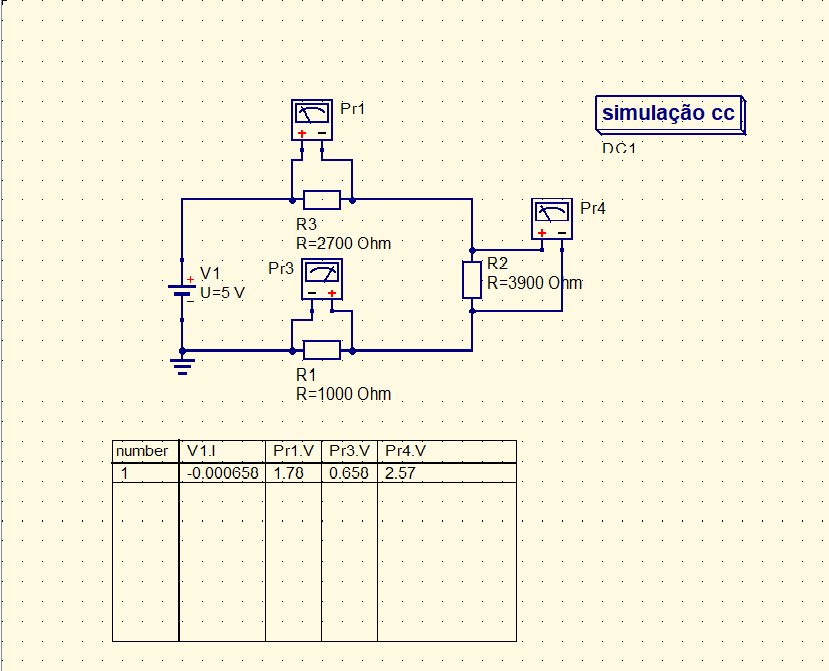 Pr1
simulação cc
DC1
Pr4
R3
R=2700 Ohm
Pr3
R2
R=3900 Ohm
V1
U=5 V
R1
R=1000 Ohm
number V1.I Pr1.V Pr3.V Pr4.V
1 -0.000658 1.78 0.658 2.57